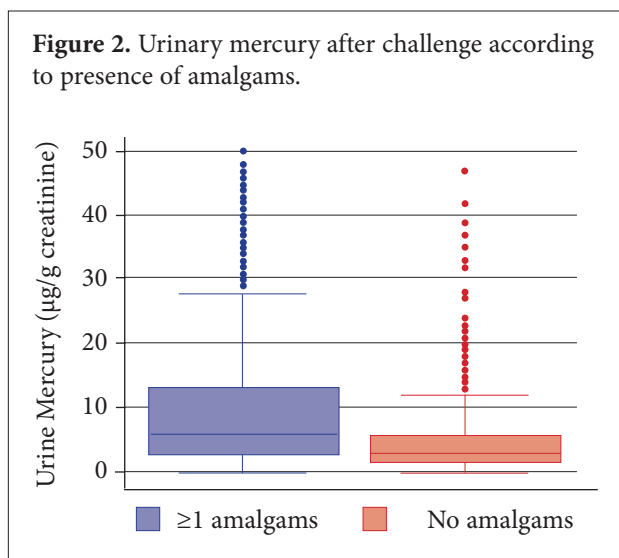 Figure 2. Urinary mercury after challenge according
to presence of amalgams.
Urine Mercury (µg/g creatinine)
50
40
30
20
10
0
≥1 amalgams
No amalgams